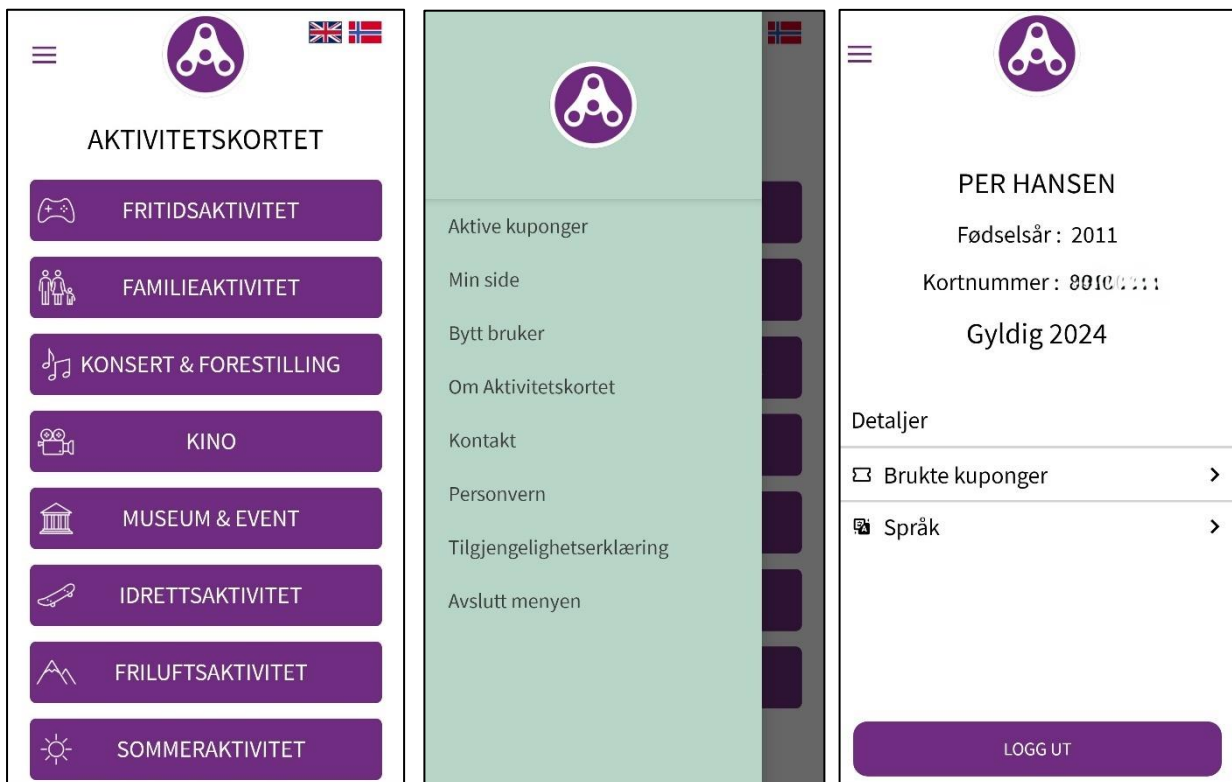 AKTIVITETSKORTET
FRITIDSAKTIVITET
FAMILIEAKTIVITET
KONSERT & FORESTILLING
KINO
MUSEUM & EVENT
IDRETTSAKTIVITET
FRILUFTSAKTIVITET
SOMMERAKTIVITET
Aktive kuponger
Min side
Bytt bruker
Om Aktivitetskortet
Kontakt
Personvern
Tilgjengelighetserklæring
Avslutt menyen
PER HANSEN
Fødselsår : 2011
Kortnummer :
Gyldig 2024
Detaljer
Brukte kuponger
Språk
LOGG UT